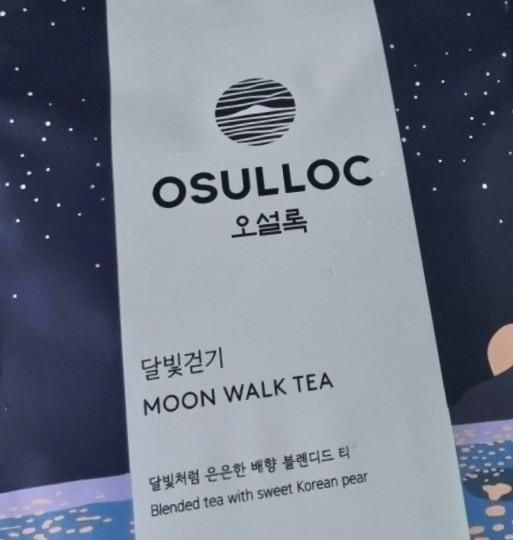 OSULLOC
오설록
달빛걷기
MOON WALK TEA
달빛처럼 은은한 배향 블렌디드 티
Blended tea with sweet Korean pear